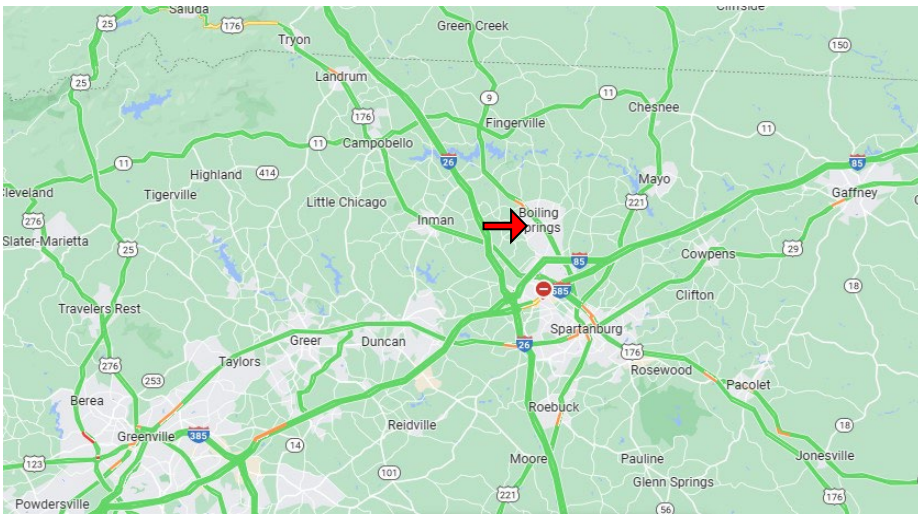 Saluda
25
176
Green Creek
Tryon
150
Landrum
25
9
11
Chesnee
176
Fingerville
11
11
Campobello
26
85
11
Highland
414
Mayo
Gaffney
Tigerville
Little Chicago
221
276
Inman
Boiling
Slater-Marietta
25
29
85
Cowpens
18
585
Clifton
Travelers Rest
Spartanburg
Greer
Duncan
26
176
Taylors
276
Rosewood
253
Pacolet
Berea
Roebuck
Greenville
385
Reidville
18
14
123
Moore
Pauline
Jonesville
101
Glenn Springs
221
176
Powdersville
56